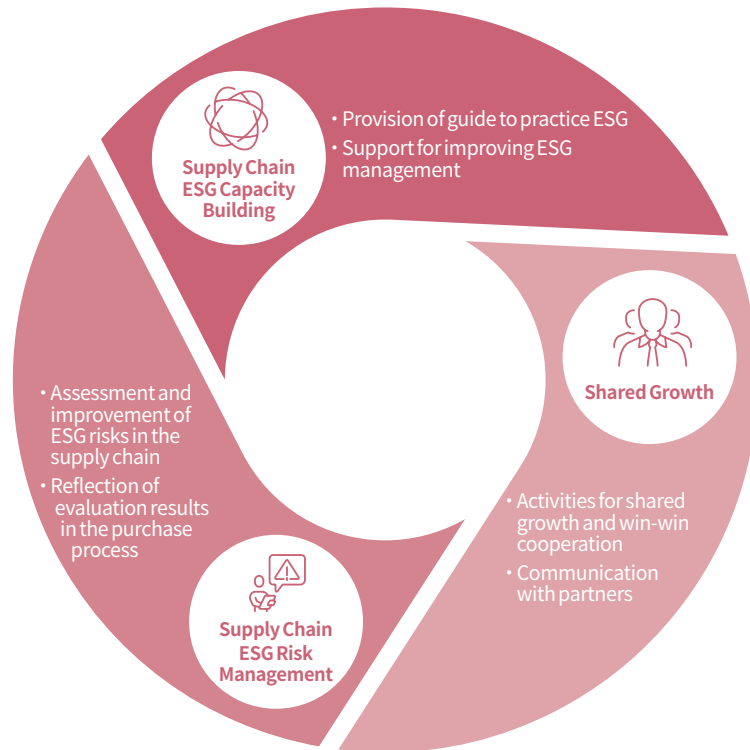 Supply Chain
ESG Capacity
Building
• Provision of guide to practice ESG
• Support for improving ESG
management
Shared Growth
• Activities for shared
growth and win-win
cooperation
• Communication
with partners
• Assessment and
improvement of
ESG risks in the
supply chain
• Reflection of
evaluation results
in the purchase
process
Supply Chain
ESG Risk
Management